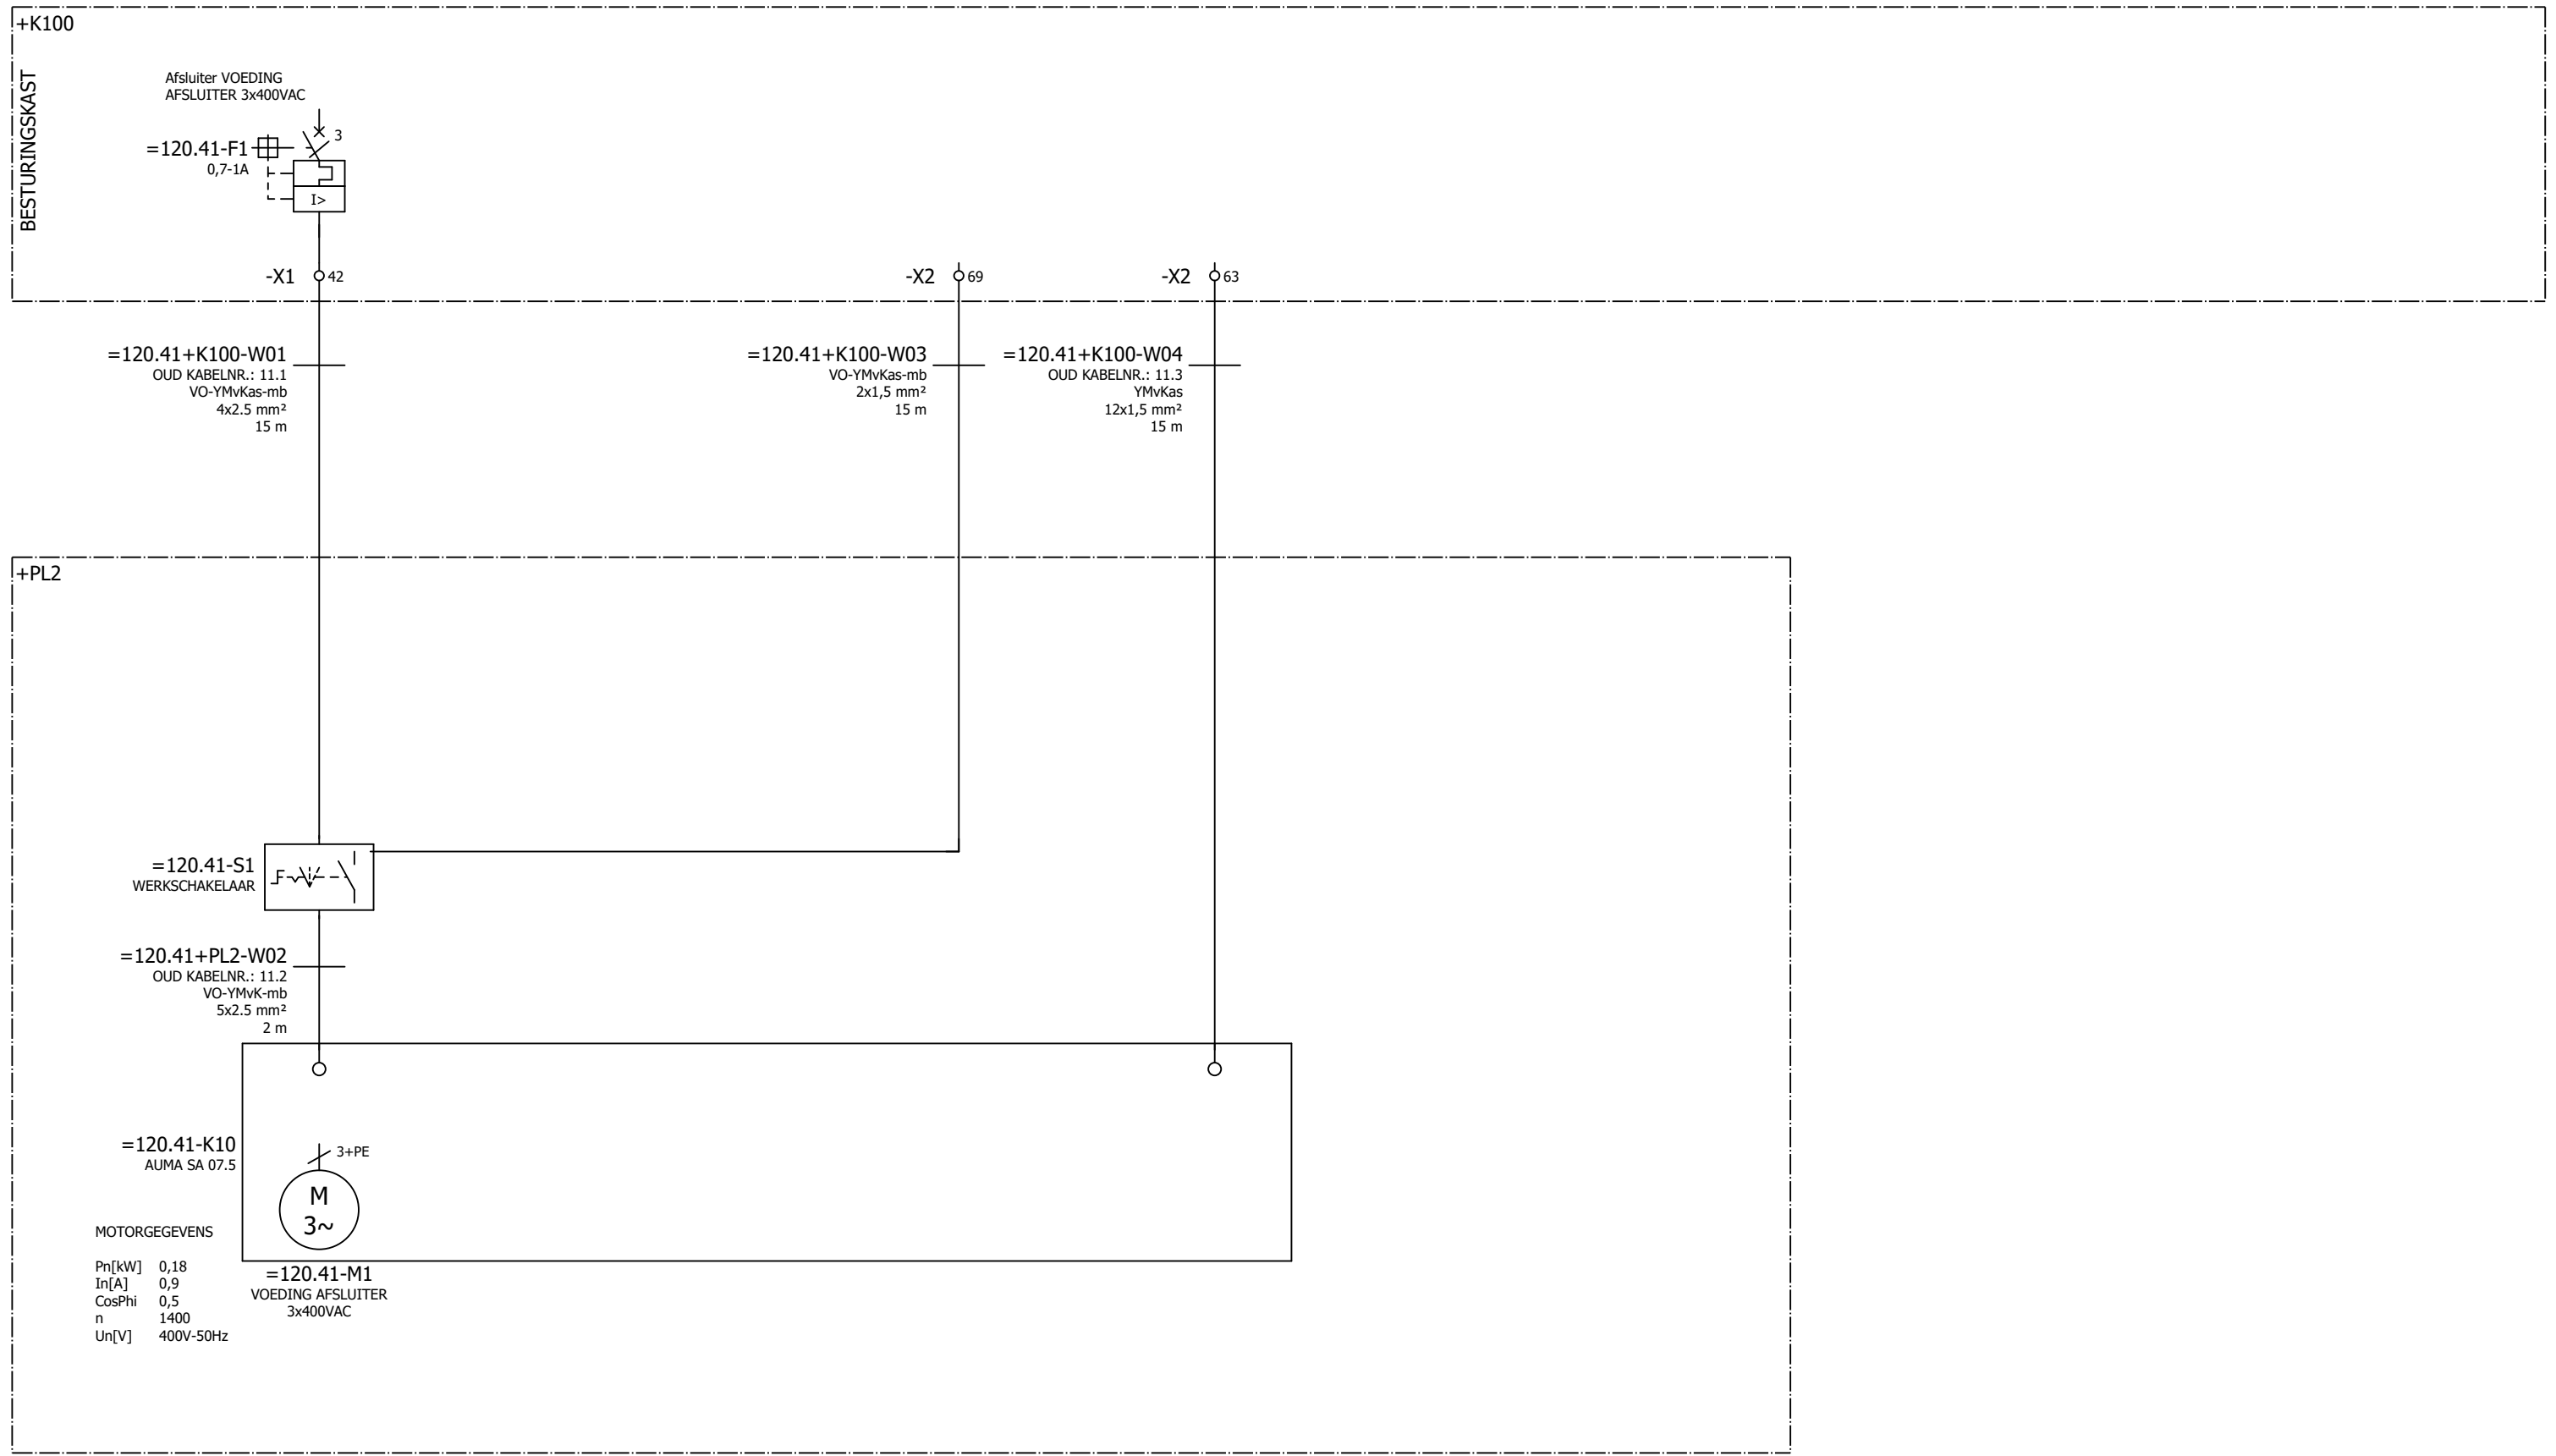 +K100
BESTURINGSKAST
Afsluiter VOEDING
AFSLUITER 3x400VAC
3
=120.41-F1
0,7-1A
I>
-X1
42
-X2
69
-X2
63
=120.41+K100-W01
OUD KABELNR.: 11.1
VO-YMvKas-mb
4x2.5 mm²
15 m
=120.41+K100-W03
VO-YMvKas-mb
2x1,5 mm²
15 m
=120.41+K100-W04
OUD KABELNR.: 11.3
YMvKas
12x1,5 mm²
15 m
+PL2
=120.41-S1
WERKSCHAKELAAR
=120.41+PL2-W02
OUD KABELNR.: 11.2
VO-YMvK-mb
5x2.5 mm²
2 m
=120.41-K10
AUMA SA 07.5
3+PE
M
3~
MOTORGEGEVENS
Pn[kW] 0,18
In[A] 0,9
CosPhi 0,5
n 1400
Un[V] 400V-50Hz
=120.41-M1
VOEDING AFSLUITER
3x400VAC